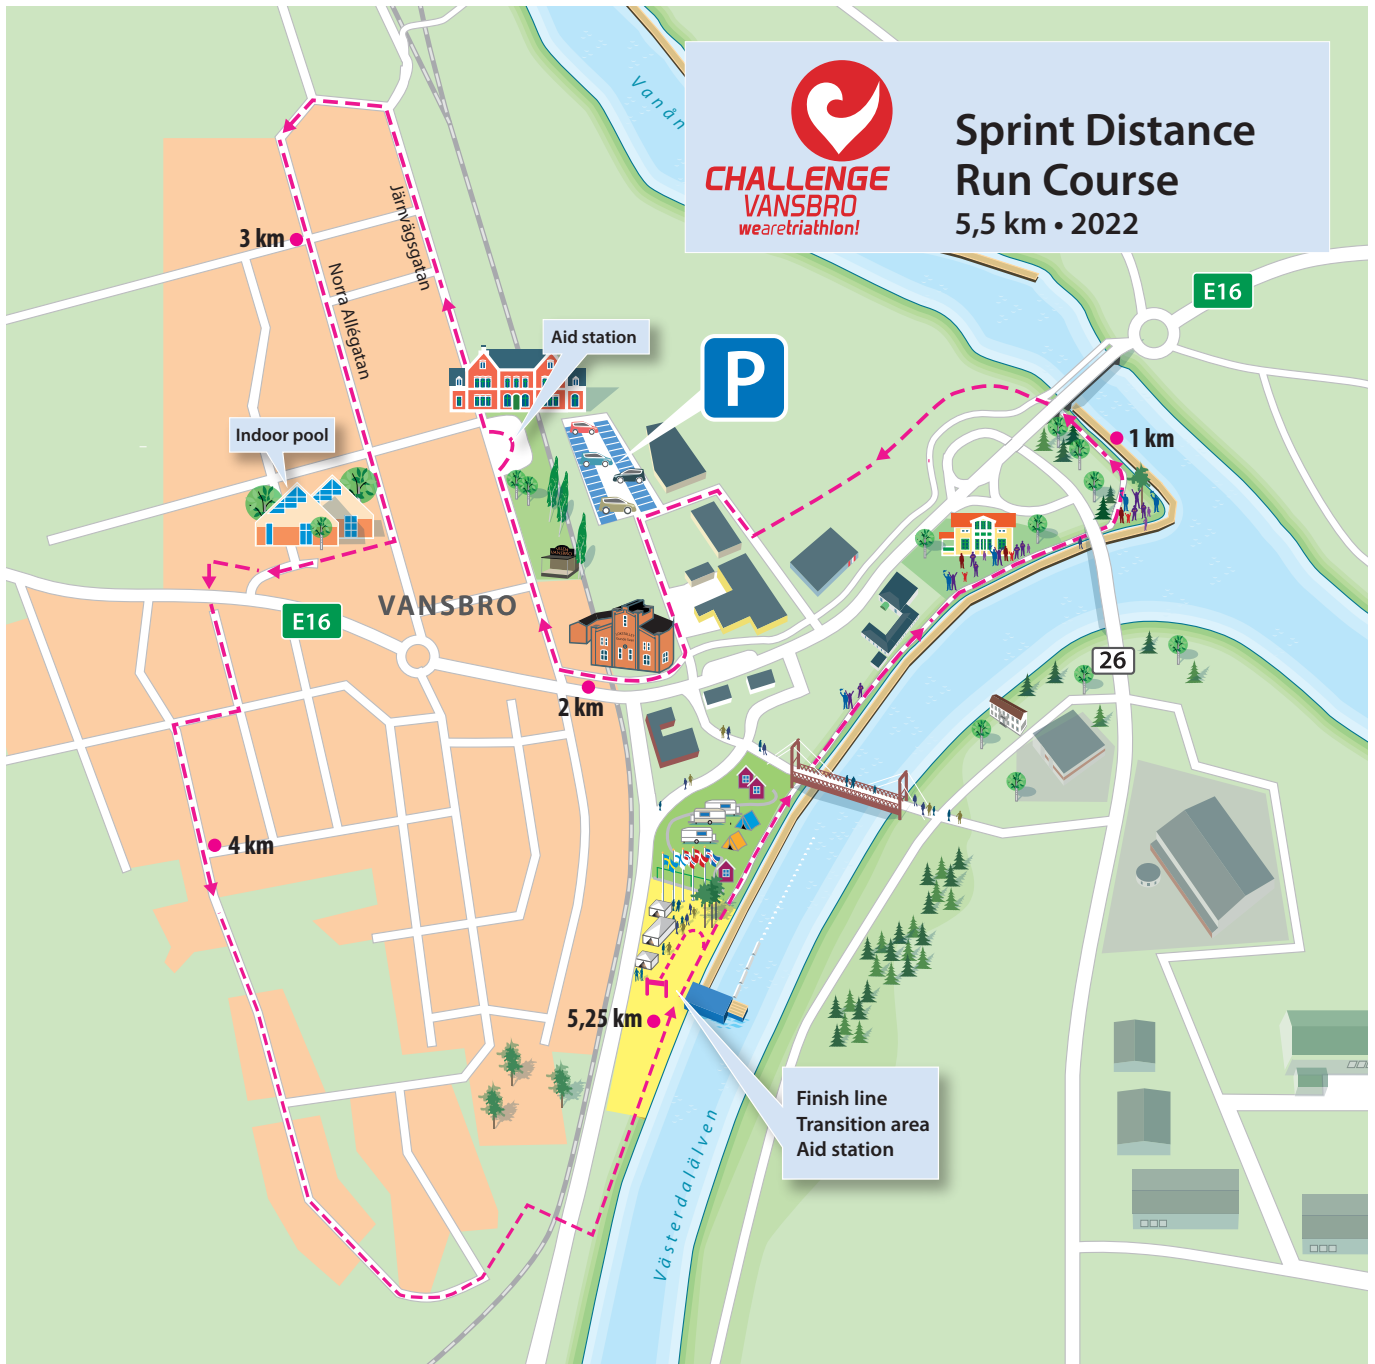 Vanån
CHALLENGE
VANSBRO
wearetriathlon!
Sprint Distance
Run Course
5,5 km • 2022
E16
3 km
Järnvägsgatan
Norra Allégatan
Aid station
P
Indoor pool
1 km
VANSBRO
E16
26
2 km
4 km
5,25 km
Finish line
Transition area
Aid station
Västerdalälven